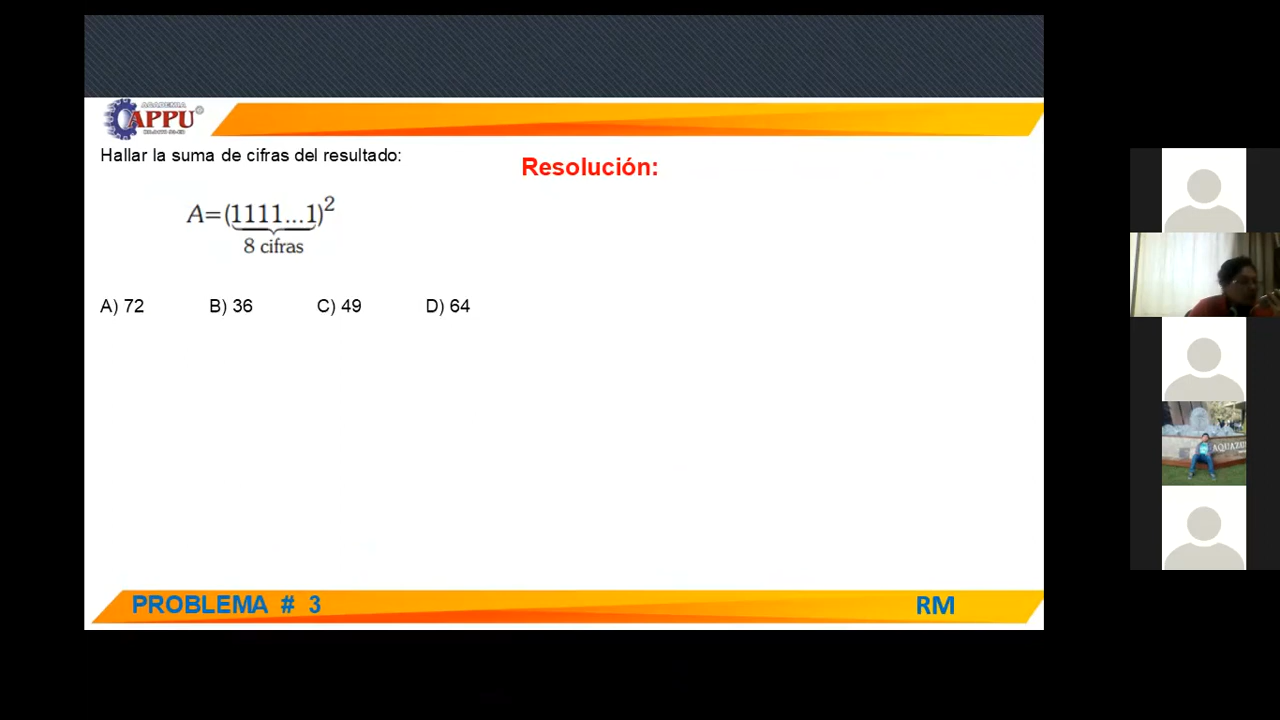 ACADEMIA
APPU
Hallar la suma de cifras del resultado:
Resolución:
A=(1111...1)²
8 cifras
A) 72 B) 36 C) 49 D) 64
PROBLEMA # 3
RM